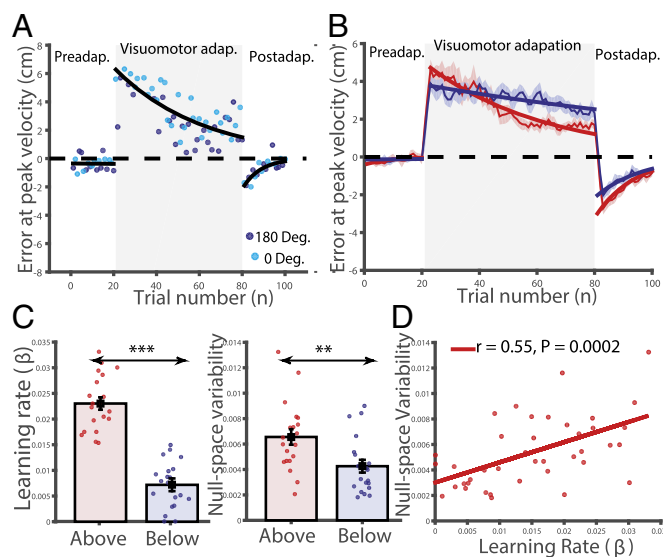 A
B
Preadap.
Visuomotor adap.
Postadap.
Error at peak velocity (cm)
8
6
4
2
0
-2
-4
-6
-8
180 Deg.
0 Deg.
0
20
40
60
80
100
Trial number (n)
Preadap.
Visuomotor adapation
Postadap.
Error at peak velocity (cm)
6
4
2
0
-2
-4
-6
0
20
40
60
80
100
Trial number (n)
C
D
Learning rate (β)
0.035
0.03
0.025
0.02
0.015
0.01
0.005
0
***
Above
Below
Null-space variability
0.014
0.012
0.010
0.008
0.006
0.004
0.002
0
**
Above
Below
Null-space Variability
0.014
0.012
0.01
0.008
0.006
0.004
0.002
0
r = 0.55, P = 0.0002
0
0.005
0.01
0.015
0.02
0.025
0.03
Learning Rate (β)